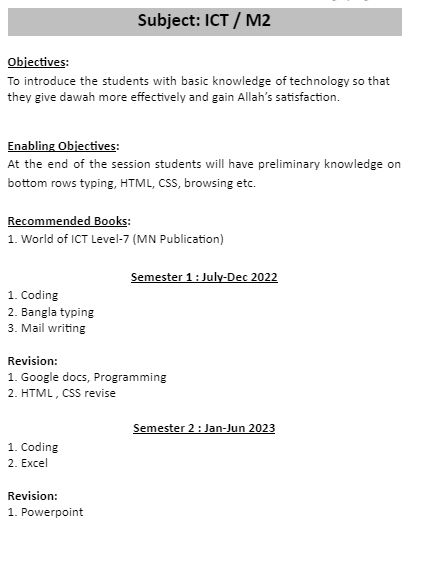 Subject: ICT / M2
Objectives:
To introduce the students with basic knowledge of technology so that
they give dawah more effectively and gain Allah's satisfaction.
Enabling Objectives:
At the end of the session students will have preliminary knowledge on
bottom rows typing, HTML, CSS, browsing etc.
Recommended Books:
1. World of ICT Level-7 (MN Publication)
Semester 1 : July-Dec 2022
1. Coding
2. Bangla typing
3. Mail writing
Revision:
1. Google docs, Programming
2. HTML , CSS revise
Semester 2 : Jan-Jun 2023
1. Coding
2. Excel
Revision:
1. Powerpoint